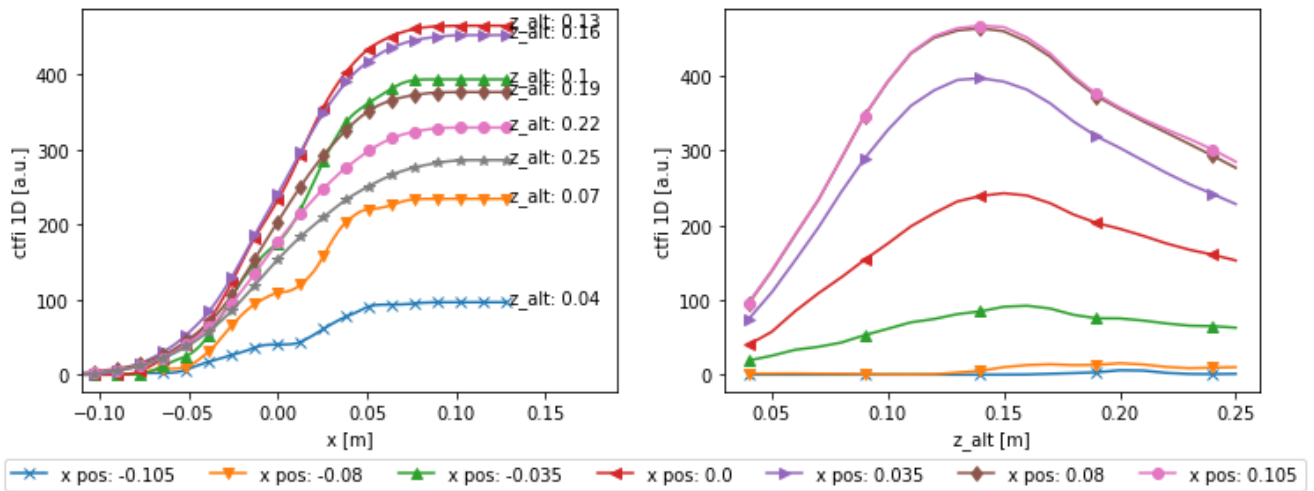 z_alt: 0.13
z_alt: 0.16
z_alt: 0.1
z_alt: 0.19
z_alt: 0.22
z_alt: 0.25
z_alt: 0.07
z_alt: 0.04
400
300
200
100
0
ctfi 1D [a.u.]
−0.10 −0.05 0.00 0.05 0.10 0.15
x [m]
400
300
200
100
0
ctfi 1D [a.u.]
0.05 0.10 0.15 0.20 0.25
z_alt [m]
x pos: -0.105 x pos: -0.08 x pos: -0.035 x pos: 0.0 x pos: 0.035 x pos: 0.08 x pos: 0.105